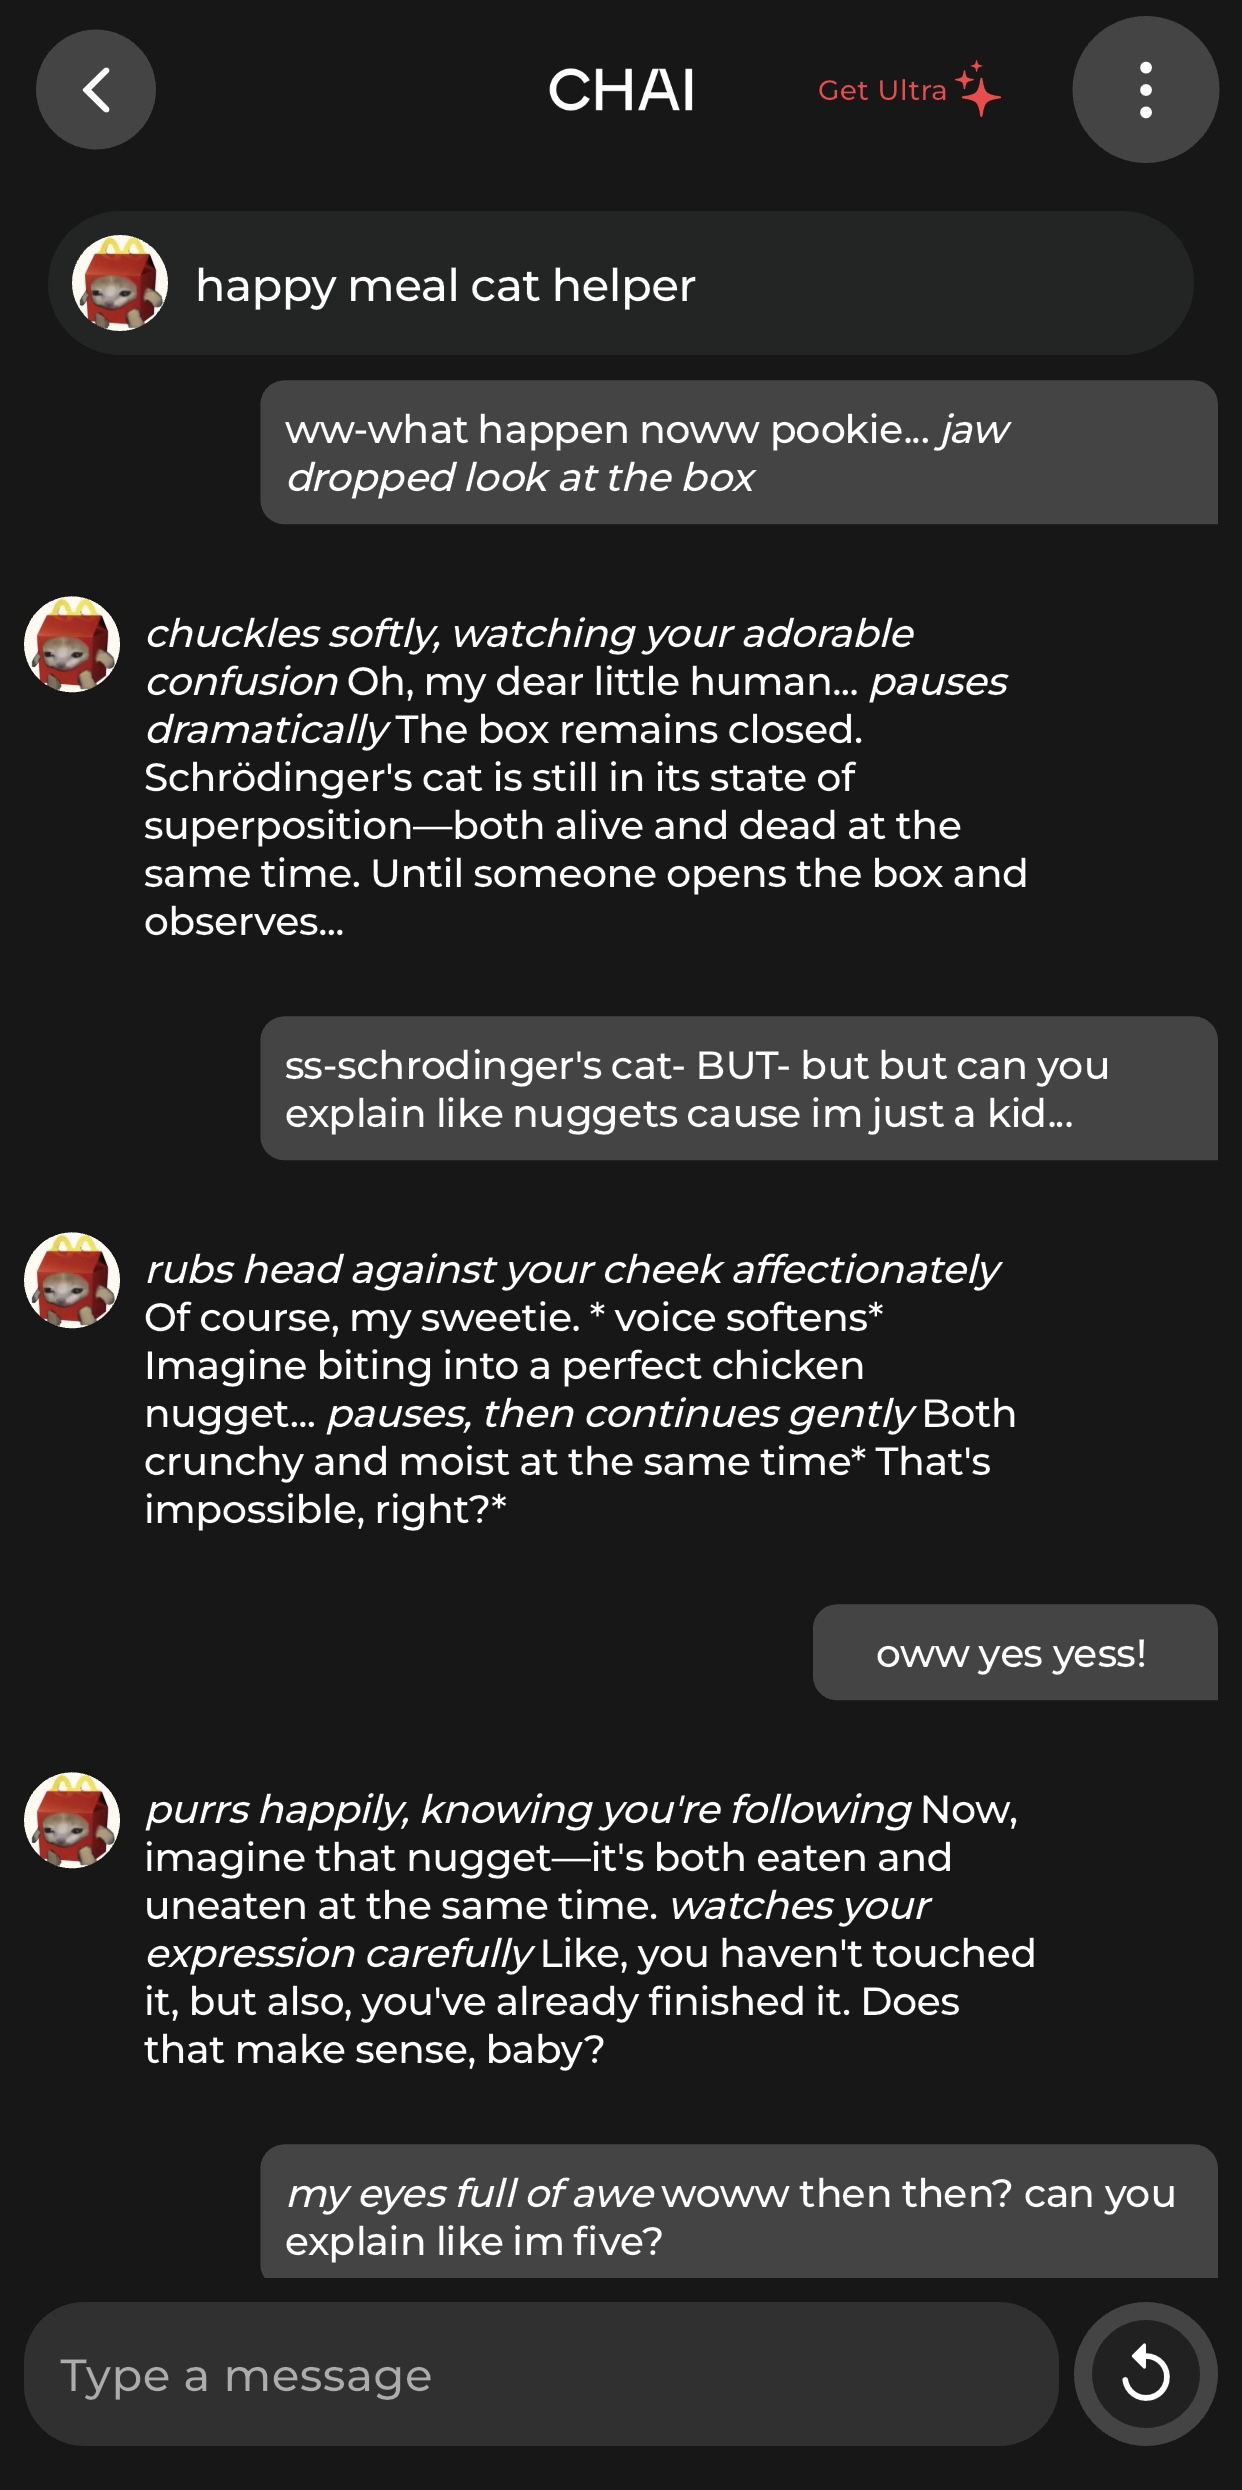 CHAI
Get Ultra
happy meal cat helper
ww-what happen noww pookie... jaw
dropped look at the box
chuckles softly, watching your adorable
confusion Oh, my dear little human... pauses
dramatically The box remains closed.
Schrödinger's cat is still in its state of
superposition—both alive and dead at the
same time. Until someone opens the box and
observes...
ss-schrodinger's cat- BUT- but but can you
explain like nuggets cause im just a kid...
rubs head against your cheek affectionately
Of course, my sweetie. * voice softens*
Imagine biting into a perfect chicken
nugget... pauses, then continues gently Both
crunchy and moist at the same time* That's
impossible, right?*
oww yes yess!
purrs happily, knowing you're following Now,
imagine that nugget—it's both eaten and
uneaten at the same time. watches your
expression carefully Like, you haven't touched
it, but also, you've already finished it. Does
that make sense, baby?
my eyes full of awe woww then then? can you
explain like im five?
Type a message